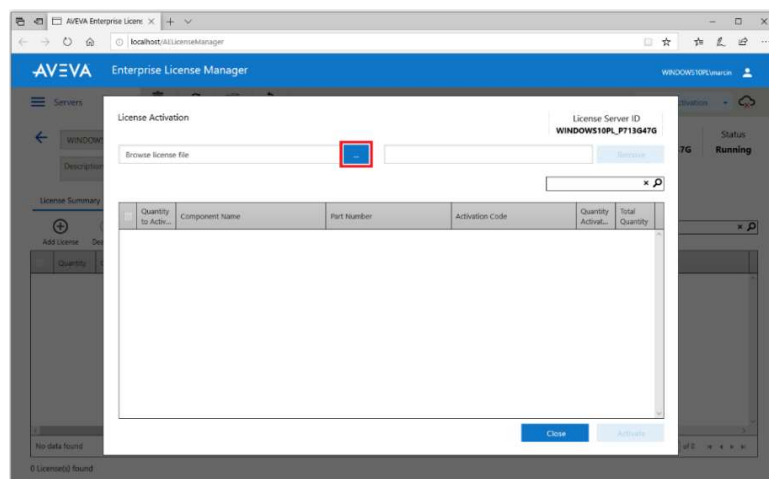 AVEVA Enterprise Licens
localhost/AELicenseManager
AVEVA Enterprise License Manager
WINDOWS10PL\marcin
Servers
License Activation
License Server ID
WINDOWS10PL_P713G47G
Status
Running
Browse license file
...
Remove
License Summary
Add License
Quantity
Quantity to Activ...
Component Name
Part Number
Activation Code
Quantity Activat...
Total Quantity
Close
Activate
No data found
0 License(s) found